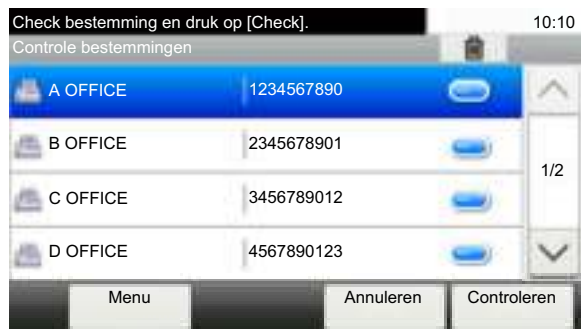 Check bestemming en druk op [Check]. 10:10
Controle bestemmingen
A OFFICE 1234567890
B OFFICE 2345678901
1/2
C OFFICE 3456789012
D OFFICE 4567890123
Menu Annuleren Controleren